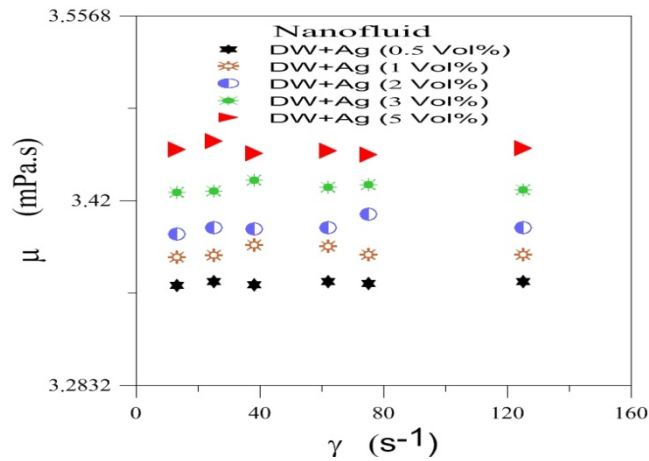 3,5568
Nanofluid
DW+Ag (0.5 Vol%)
DW+Ag (1 Vol%)
DW+Ag (2 Vol%)
DW+Ag (3 Vol%)
DW+Ag (5 Vol%)
μ (mPa.s)
3,42
3,2832
0 40 80 120 160
γ (s-1)